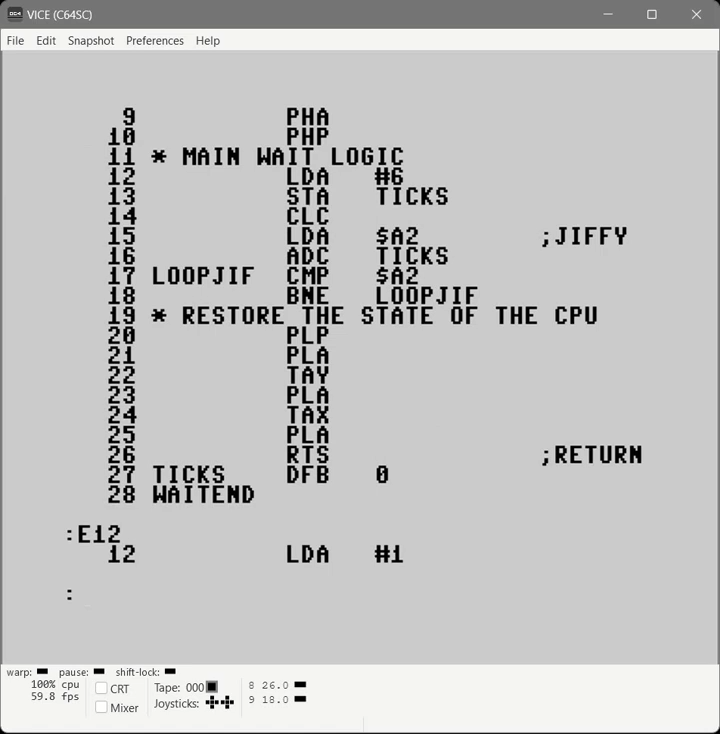 VICE (C64SC)
File Edit Snapshot Preferences Help
9 PHA
10 PHP
11 * MAIN WAIT LOGIC
12 LDA #6
13 STA TICKS
14 CLC
15 LDA $A2 ;JIFFY
16 ADC TICKS
17 LOOPJIF CMP $A2
18 BNE LOOPJIF
19 * RESTORE THE STATE OF THE CPU
20 PLP
21 PLA
22 TAY
23 PLA
24 TAX
25 PLA
26 RTS ;RETURN
27 TICKS DFB 0
28 WAITEND
:E12
12 LDA #1
:
warp: pause: shift-lock:
100% cpu
59.8 fps
CRT
Mixer
Tape: 000
Joysticks:
8 26.0
9 18.0